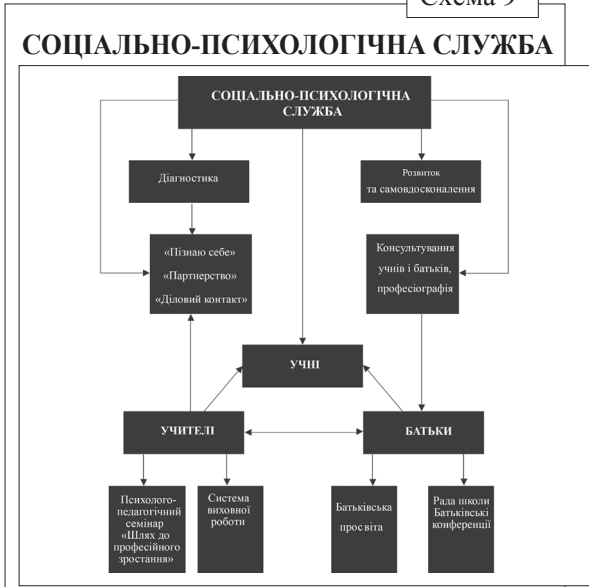 Схема 9
СОЦІАЛЬНО-ПСИХОЛОГІЧНА СЛУЖБА
СОЦІАЛЬНО-ПСИХОЛОГІЧНА
СЛУЖБА
Діагностика
Розвиток
та самовдосконалення
«Пізнаю себе»
«Партнерство»
«Діловий контакт»
Консультування
учнів і батьків,
професіографія
УЧНІ
УЧИТЕЛІ
БАТЬКИ
Психолого-
педагогічний
семінар
«Шлях до
професійного
зростання»
Система
виховної
роботи
Батьківська
просвіта
Рада школи
Батьківські
конференції